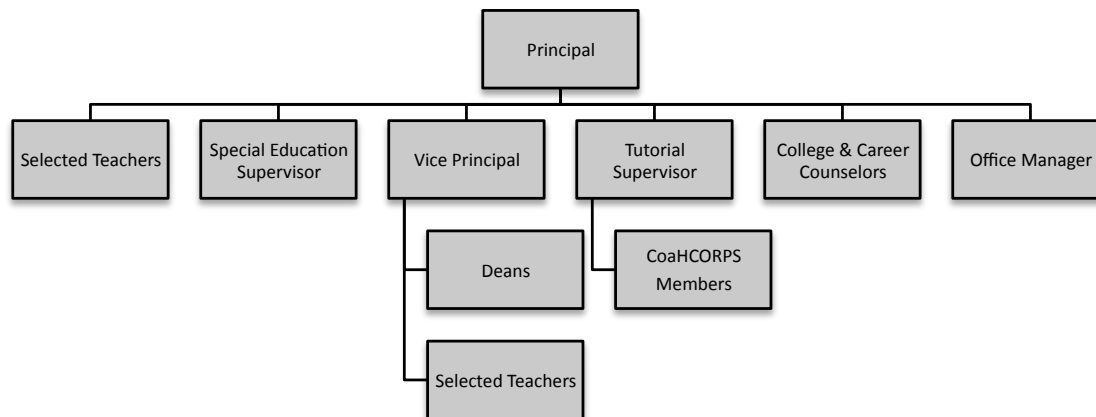 Principal
Selected Teachers
Special Education
Supervisor
Vice Principal
Tutorial
Supervisor
College & Career
Counselors
Office Manager
Deans
CoaHCORPS
Members
Selected Teachers